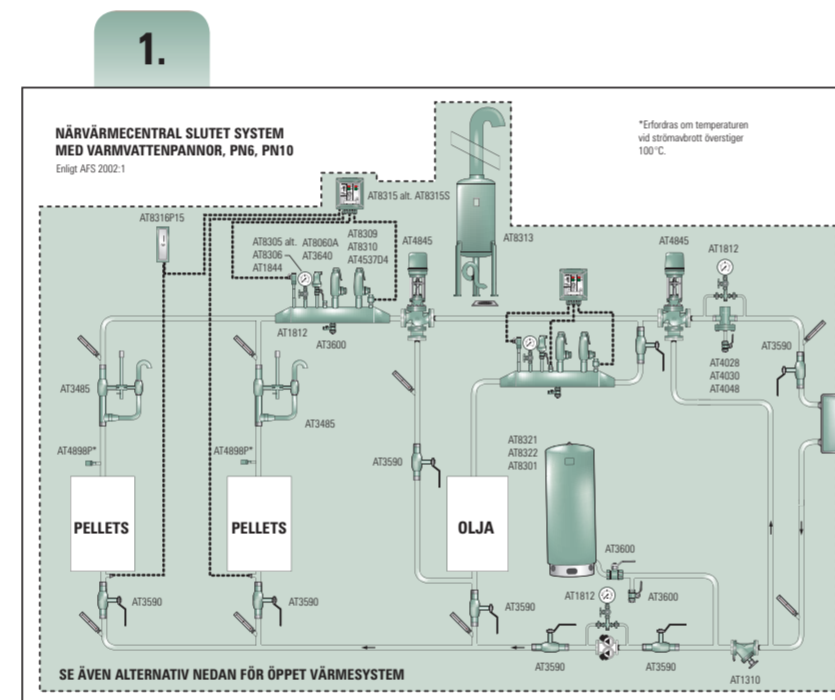 1.
NÄRVÄRMECENTRAL SLUTET SYSTEM
MED VARMVATTENPANNOR, PN6, PN10
Enligt AFS 2002:1
*Erfordras om temperaturen
vid strömavbrott överstiger
100°C.
AT8315 alt. AT8315S
AT8316P15
AT8305 alt.
AT8306
AT1844
AT8060A
AT3640
AT8309
AT8310
AT4537D4
AT4845
AT8313
AT4845
AT1812
AT1812
AT3600
AT3590
AT4028
AT4030
AT4048
AT3485
AT3485
AT4898P*
AT4898P*
AT3590
AT8321
AT8322
AT8301
PELLETS
PELLETS
OLJA
AT3600
AT1812
AT3600
AT3590
AT3590
AT3590
AT3590
AT3590
AT1310
SE ÄVEN ALTERNATIV NEDAN FÖR ÖPPET VÄRMESYSTEM